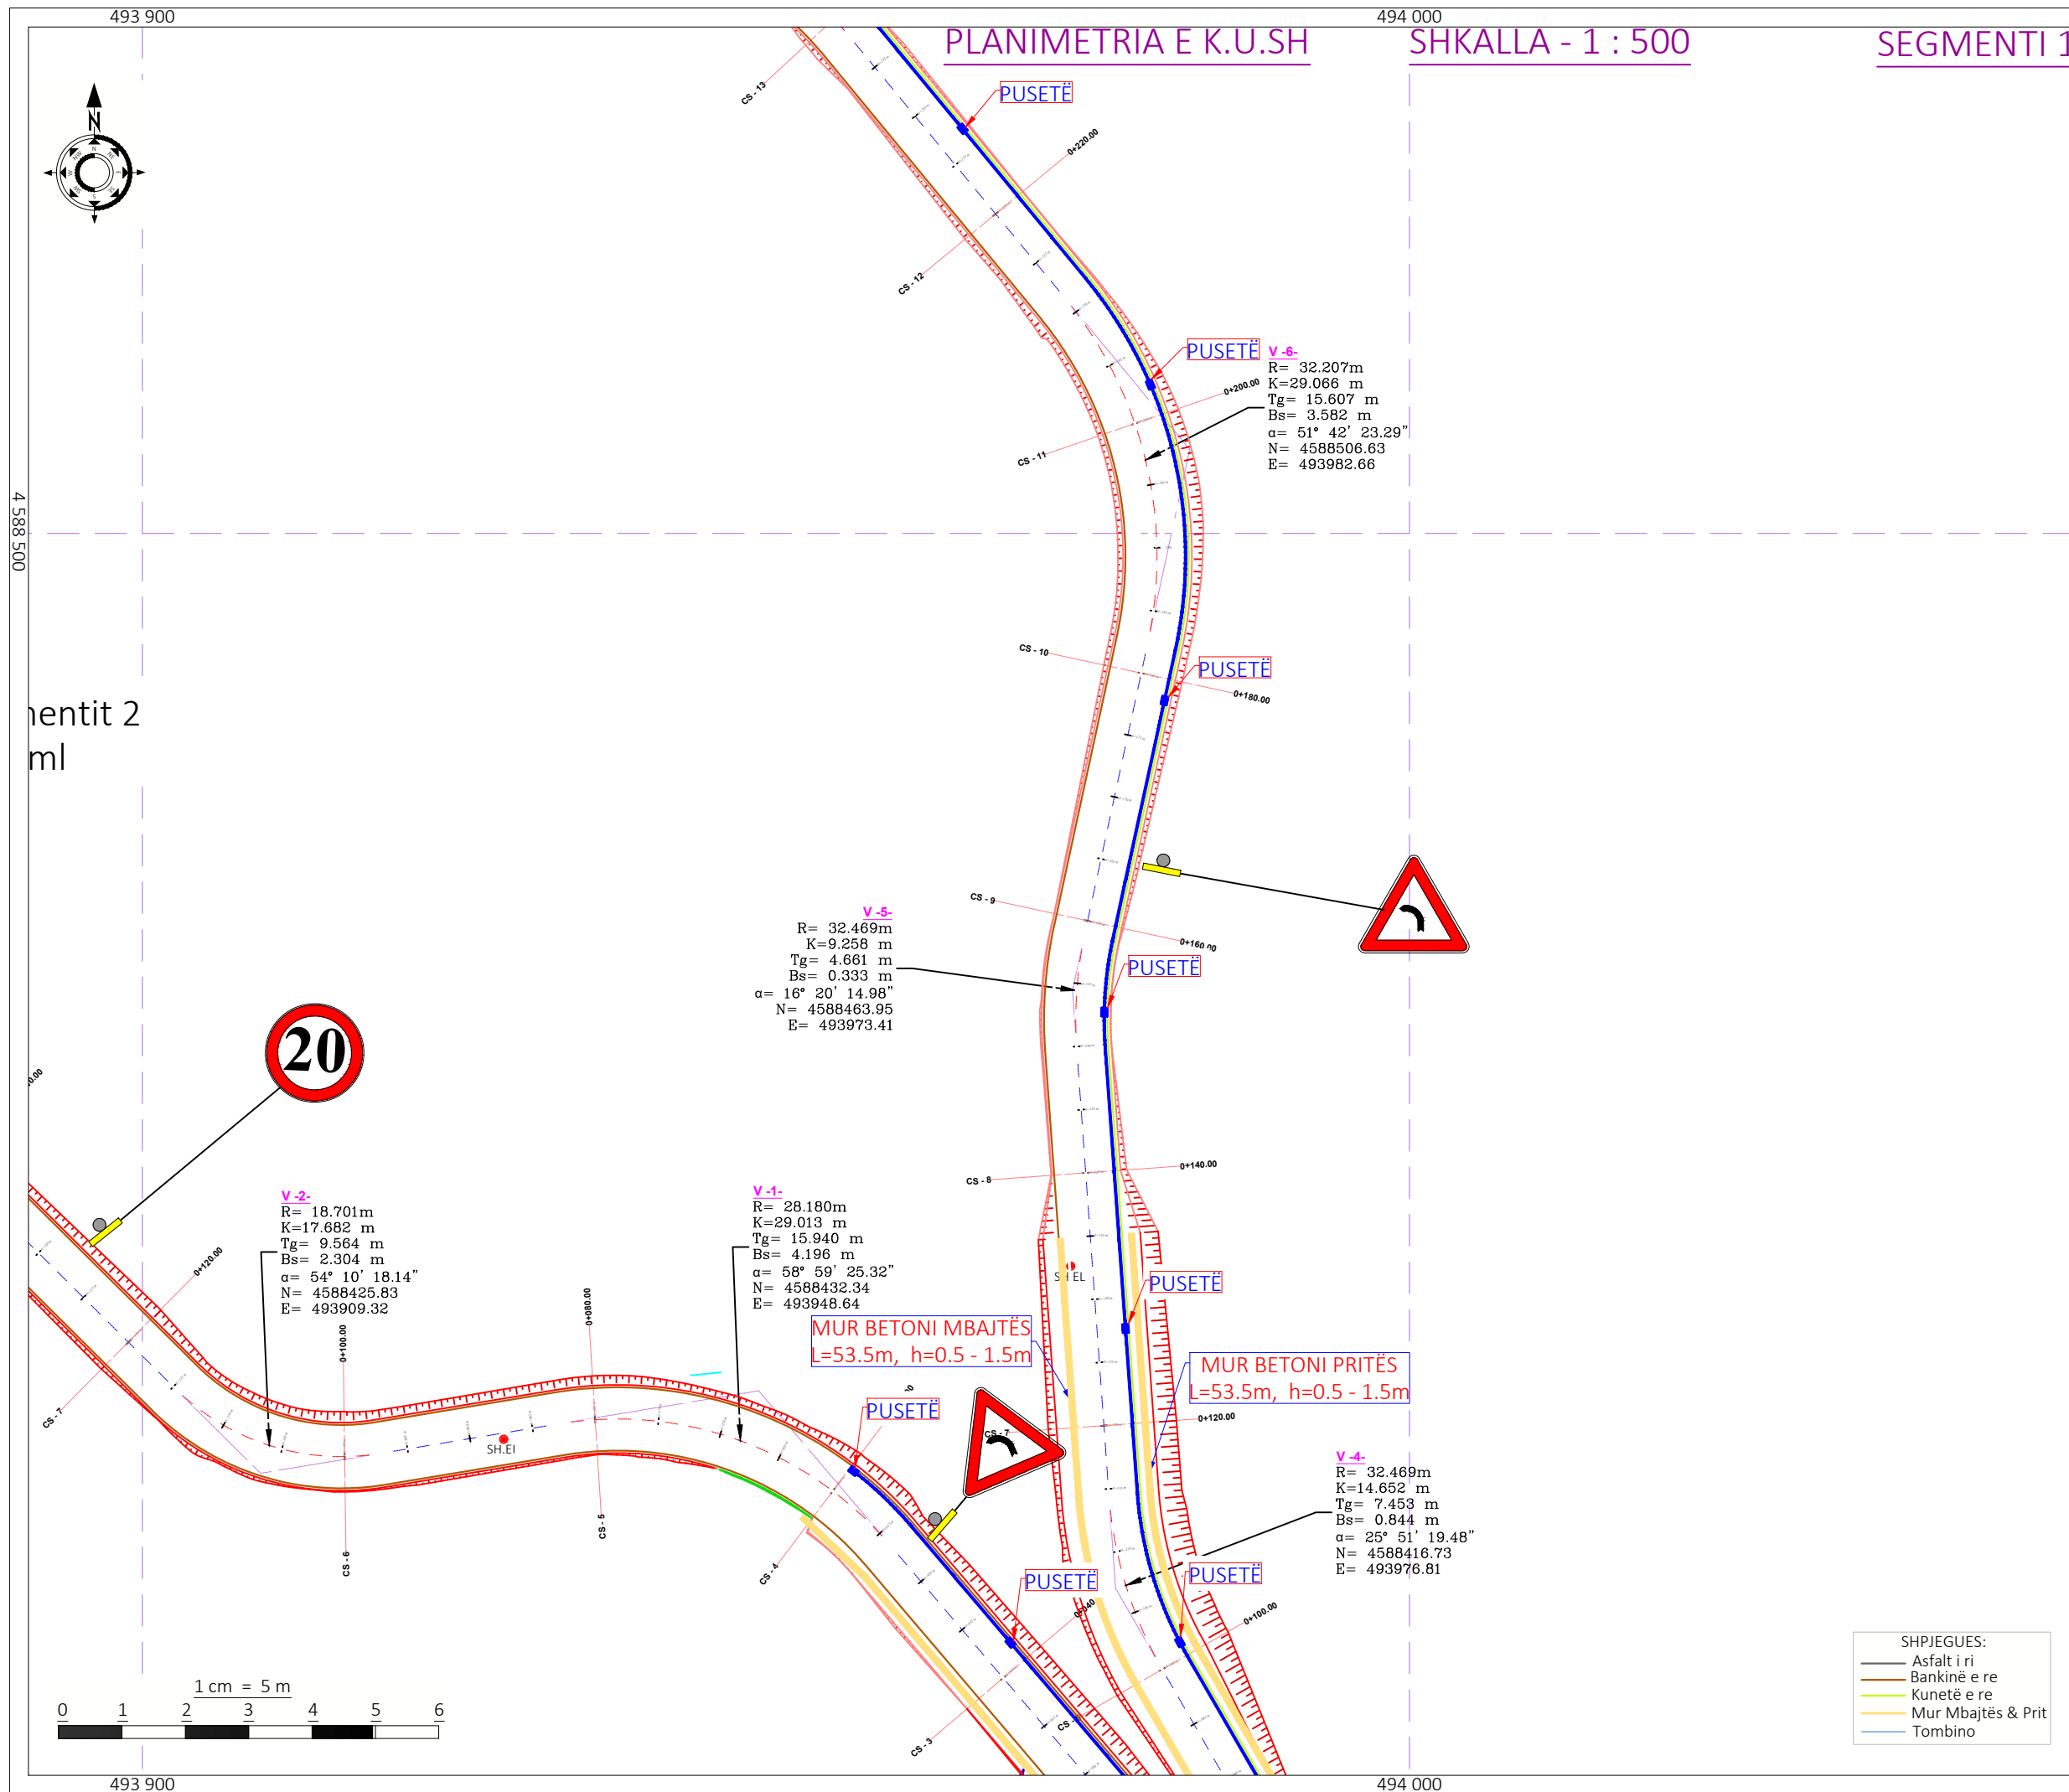 493 900
494 000
PLANIMETRIA E K.U.SH
SHKALLA - 1 : 500
SEGMENTI 1
N
CS - 13
PUSETË
0+220.00
CS - 12
PUSETË
V -6-
R= 32.207m
K=29.066 m
Tg= 15.607 m
Bs= 3.582 m
α= 51° 42' 23.29"
N= 4588506.63
E= 493982.66
0+200.00
CS - 11
4 588 500
CS - 10
PUSETË
0+180.00
nentit 2
ml
CS - 9
0+160.00
V -5-
R= 32.469m
K=9.258 m
Tg= 4.661 m
Bs= 0.333 m
α= 16° 20' 14.98"
N= 4588463.95
E= 493973.41
PUSETË
20
CS - 8
0+140.00
V -2-
R= 18.701m
K=17.682 m
Tg= 9.564 m
Bs= 2.304 m
α= 54° 10' 18.14"
N= 4588425.83
E= 493909.32
V -1-
R= 28.180m
K=29.013 m
Tg= 15.940 m
Bs= 4.196 m
α= 58° 59' 25.32"
N= 4588432.34
E= 493948.64
0+120.00
0+100.00
0+080.00
SH EL
PUSETË
MUR BETONI MBAJTËS
L=53.5m, h=0.5 - 1.5m
MUR BETONI PRITËS
L=53.5m, h=0.5 - 1.5m
PUSETË
CS - 7
0+120.00
CS - 7
SH.El
V -4-
R= 32.469m
K=14.652 m
Tg= 7.453 m
Bs= 0.844 m
α= 25° 51' 19.48"
N= 4588416.73
E= 493976.81
CS - 6
CS - 5
CS - 4
PUSETË
PUSETË
0+040
0+100.00
CS - 3
CS -
1 cm = 5 m
0 1 2 3 4 5 6
SHPJEGUES:
Asfalt i ri
Bankinë e re
Kunetë e re
Mur Mbajtës & Prit
Tombino
493 900
494 000